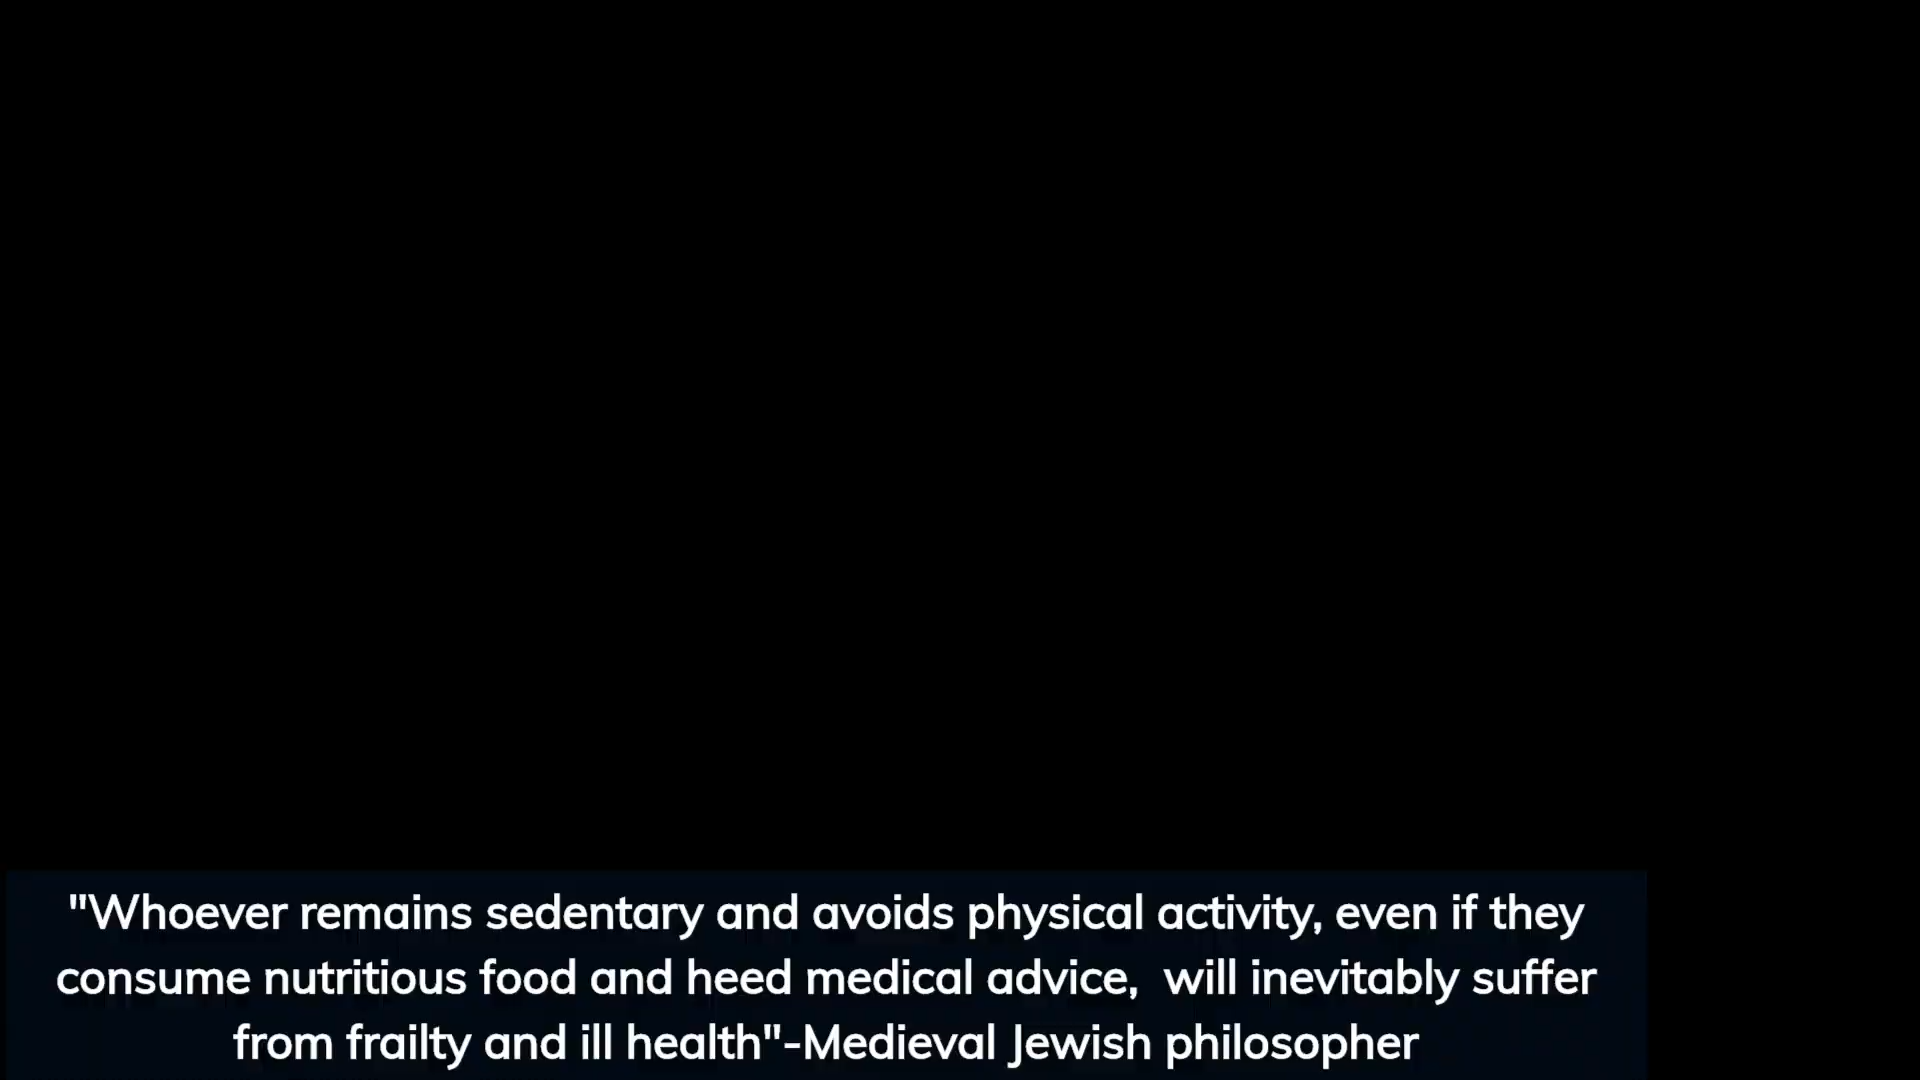 "Whoever remains sedentary and avoids physical activity, even if they
consume nutritious food and heed medical advice,  will inevitably suffer
from frailty and ill health"-Medieval Jewish philosopher